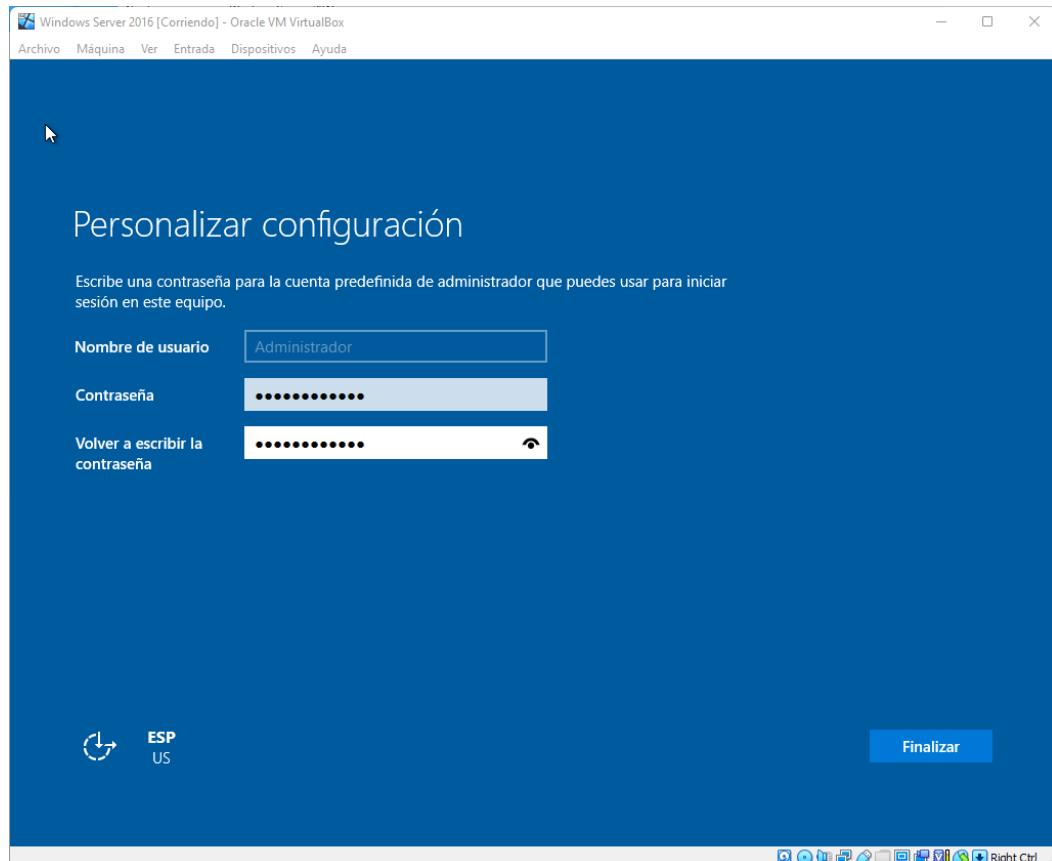 Windows Server 2016 [Corriendo] - Oracle VM VirtualBox
Archivo Máquina Ver Entrada Dispositivos Ayuda
Personalizar configuración
Escribe una contraseña para la cuenta predefinida de administrador que puedes usar para iniciar
sesión en este equipo.
Nombre de usuario Administrador
Contraseña ••••••••••••
Volver a escribir la ••••••••••••
contraseña
ESP
US
Finalizar
Right Ctrl